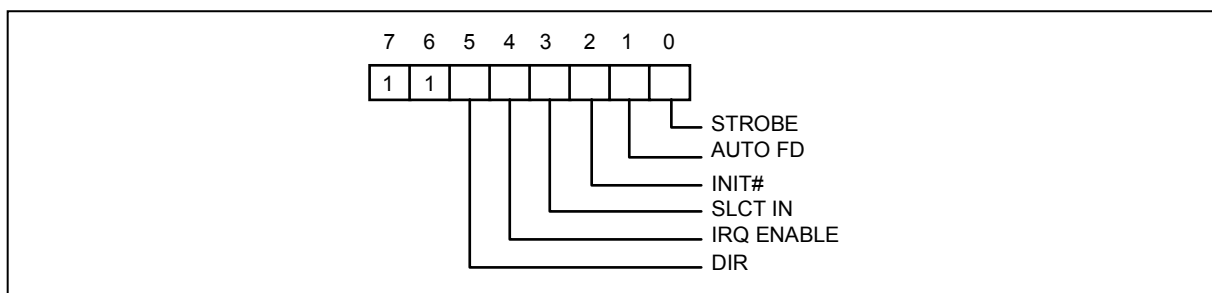 7 6 5 4 3 2 1 0
1 1
STROBE
AUTO FD
INIT#
SLCT IN
IRQ ENABLE
DIR